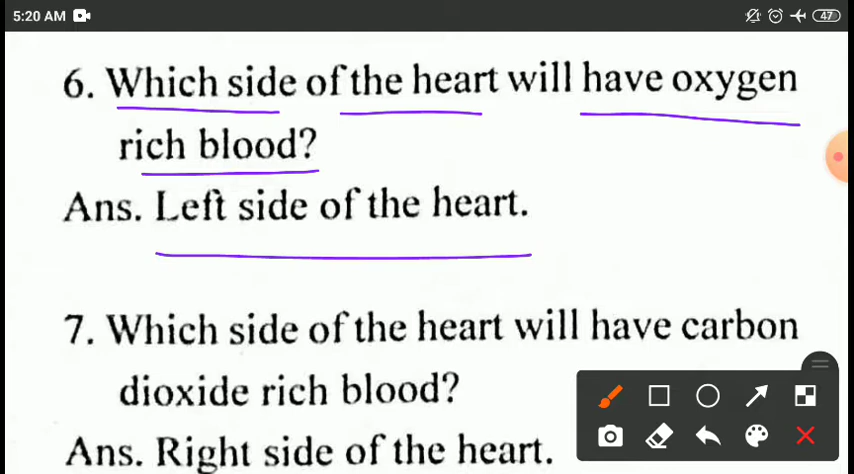 5:20 AM 47
6. Which side of the heart will have oxygen
rich blood?
Ans. Left side of the heart.
7. Which side of the heart will have carbon
dioxide rich blood?
Ans. Right side of the heart.